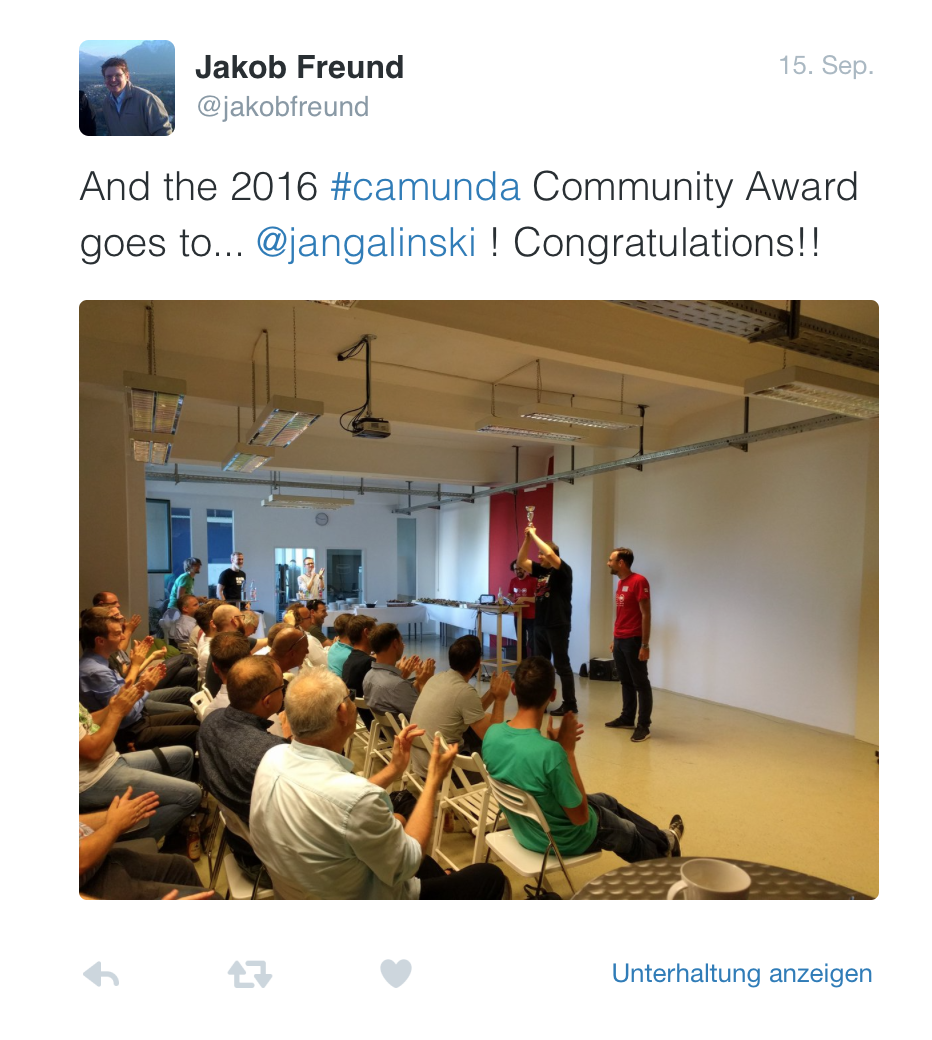 Jakob Freund
15. Sep.
@jakobfreund
And the 2016 #camunda Community Award
goes to... @jangalinski ! Congratulations!!
Unterhaltung anzeigen